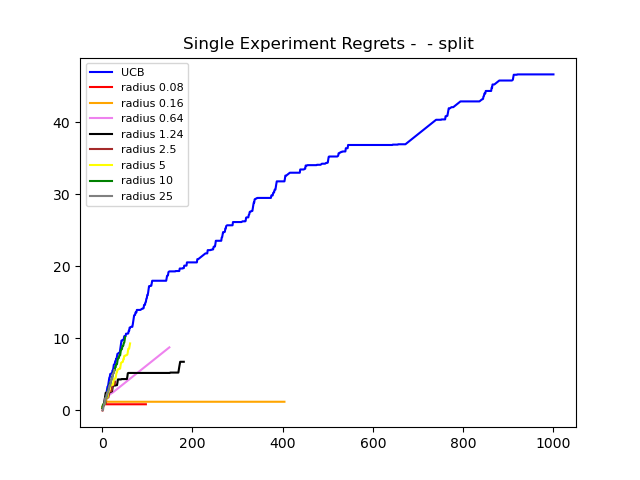 Single Experiment Regrets -  - split
UCB
radius 0.08
radius 0.16
radius 0.64
radius 1.24
radius 2.5
radius 5
radius 10
radius 25
40
30
20
10
0
0 200 400 600 800 1000